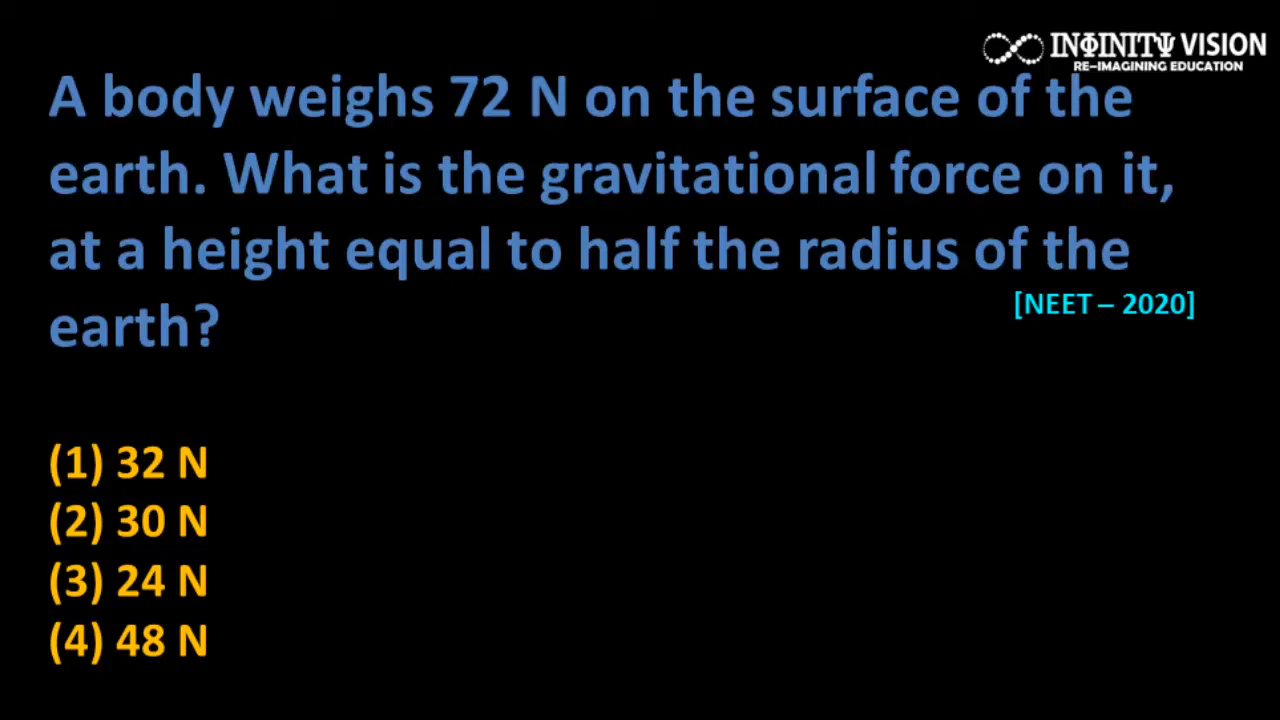 INФINITΨ VISION
RE-IMAGINING EDUCATION
A body weighs 72 N on the surface of the
earth. What is the gravitational force on it,
at a height equal to half the radius of the
earth?
[NEET – 2020]
(1) 32 N
(2) 30 N
(3) 24 N
(4) 48 N